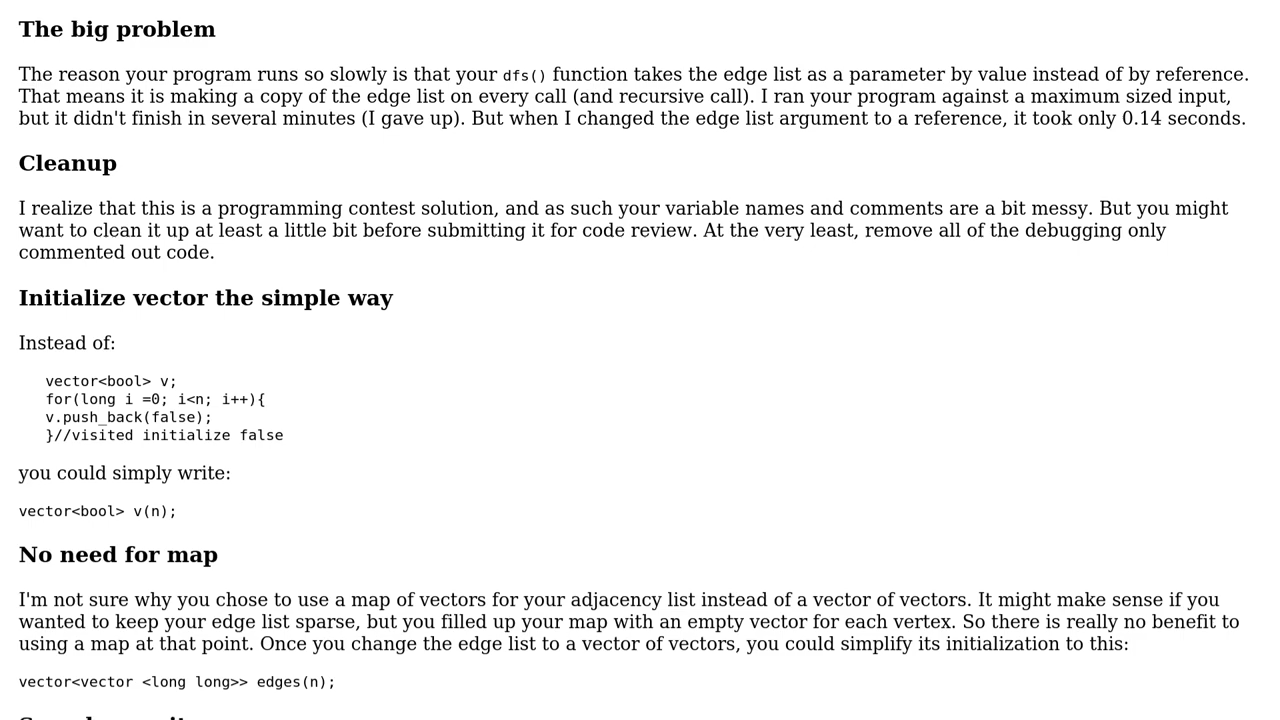 The big problem
The reason your program runs so slowly is that your dfs() function takes the edge list as a parameter by value instead of by reference.
That means it is making a copy of the edge list on every call (and recursive call). I ran your program against a maximum sized input,
but it didn't finish in several minutes (I gave up). But when I changed the edge list argument to a reference, it took only 0.14 seconds.
Cleanup
I realize that this is a programming contest solution, and as such your variable names and comments are a bit messy. But you might
want to clean it up at least a little bit before submitting it for code review. At the very least, remove all of the debugging only
commented out code.
Initialize vector the simple way
Instead of:
vector<bool> v;
for(long i =0; i<n; i++){
v.push_back(false);
}//visited initialize false
you could simply write:
vector<bool> v(n);
No need for map
I'm not sure why you chose to use a map of vectors for your adjacency list instead of a vector of vectors. It might make sense if you
wanted to keep your edge list sparse, but you filled up your map with an empty vector for each vertex. So there is really no benefit to
using a map at that point. Once you change the edge list to a vector of vectors, you could simplify its initialization to this:
vector<vector <long long>> edges(n);